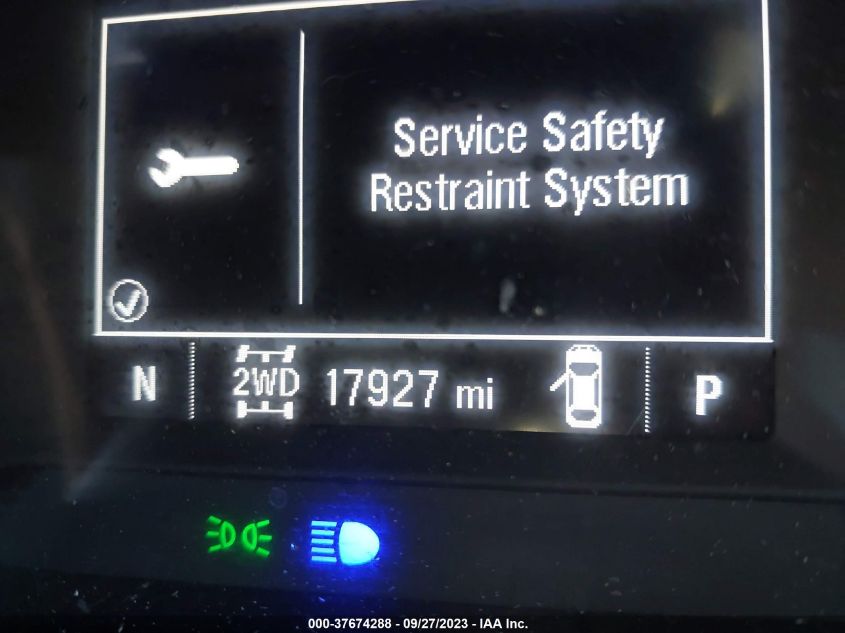 Service Safety
Restraint System
N 2WD 17927 mi P
000-37674288 - 09/27/2023 - IAA Inc.